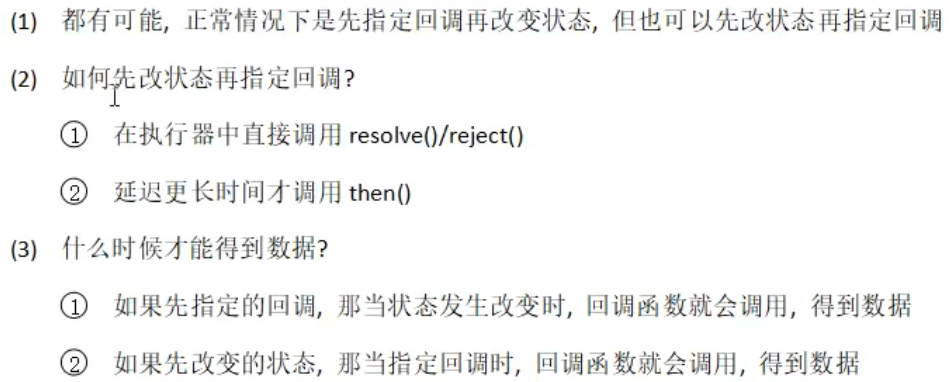 (1) 都有可能, 正常情况下是先指定回调再改变状态, 但也可以先改状态再指定回调
(2) 如何先改状态再指定回调?
① 在执行器中直接调用 resolve()/reject()
② 延迟更长时间才调用 then()
(3) 什么时候才能得到数据?
① 如果先指定的回调, 那当状态发生改变时, 回调函数就会调用, 得到数据
② 如果先改变的状态, 那当指定回调时, 回调函数就会调用, 得到数据